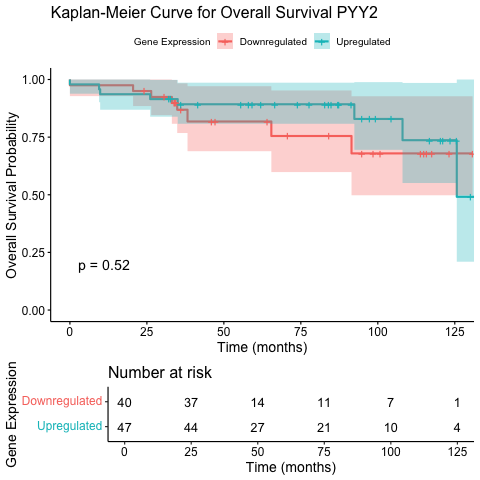 Kaplan-Meier Curve for Overall Survival PYY2
Gene Expression Downregulated Upregulated
Overall Survival Probability
1.00
0.75
0.50
0.25
0.00
p = 0.52
0 25 50 75 100 125
Time (months)
Number at risk
Gene Expression
Downregulated 40 37 14 11 7 1
Upregulated 47 44 27 21 10 4
0 25 50 75 100 125
Time (months)